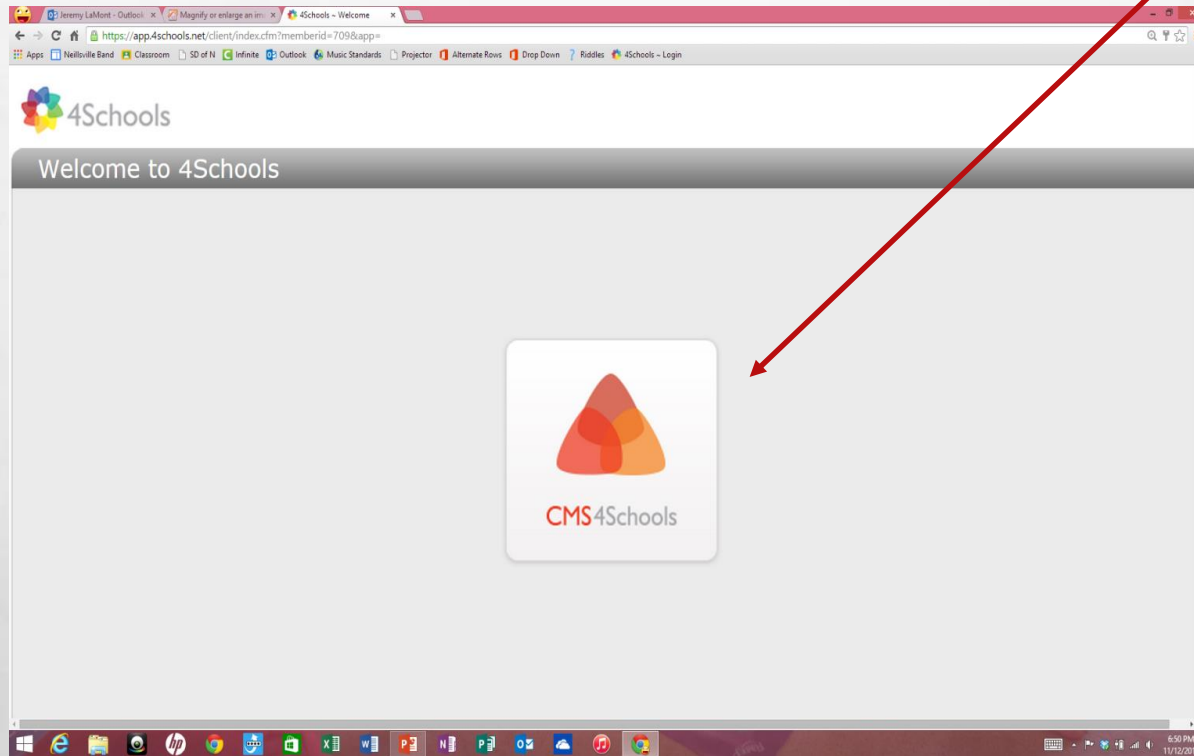 Jeremy LaMont - Outlook
Magnify or enlarge an im
4Schools ~ Welcome
https://app.4schools.net/client/index.cfm?memberid=709&app=
Apps
Neillsville Band
Classroom
SD of N
Infinite
Outlook
Music Standards
Projector
Alternate Rows
Drop Down
Riddles
4Schools ~ Login
4Schools
Welcome to 4Schools
CMS4Schools
6:50 PM